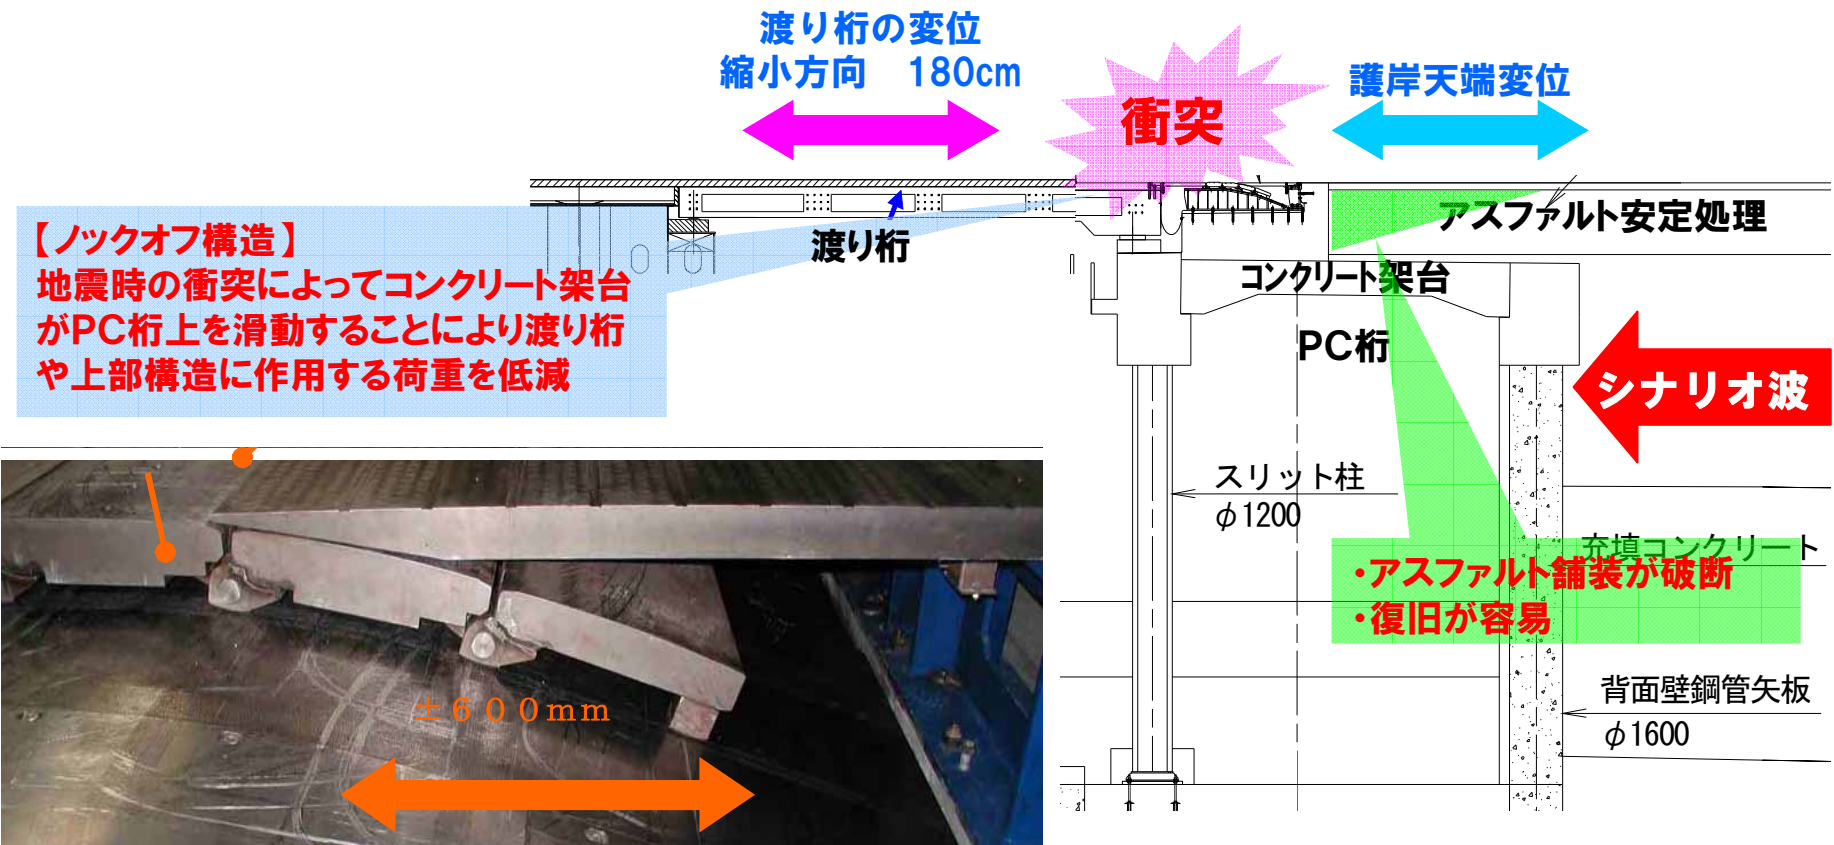 渡り桁の変位
縮小方向　180cm
衝突
護岸天端変位
アスファルト安定処理
渡り桁
【ノックオフ構造】
地震時の衝突によってコンクリート架台
がPC桁上を滑動することにより渡り桁
や上部構造に作用する荷重を低減
コンクリート架台
PC桁
シナリオ波
スリット柱
φ1200
充填コンクリート
・アスファルト舗装が破断
・復旧が容易
背面壁鋼管矢板
φ1600
±600mm